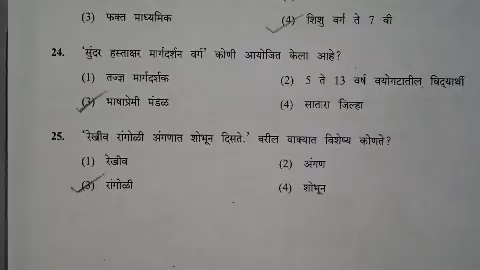 (3) फक्त माध्यमिक (4) शिशु वर्ग ते 7 वी
24. 'सुंदर हस्ताक्षर मार्गदर्शन वर्ग' कोणी आयोजित केला आहे?
(1) तज्ज्ञ मार्गदर्शक (2) 5 ते 13 वर्ष वयोगटातील विद्यार्थी
(3) भाषाप्रेमी मंडळ (4) सातारा जिल्हा
25. 'रेखीव रांगोळी अंगणात शोभून दिसते.' वरील वाक्यात विशेष्य कोणते?
(1) रेखीव (2) अंगण
(3) रांगोळी (4) शोभून